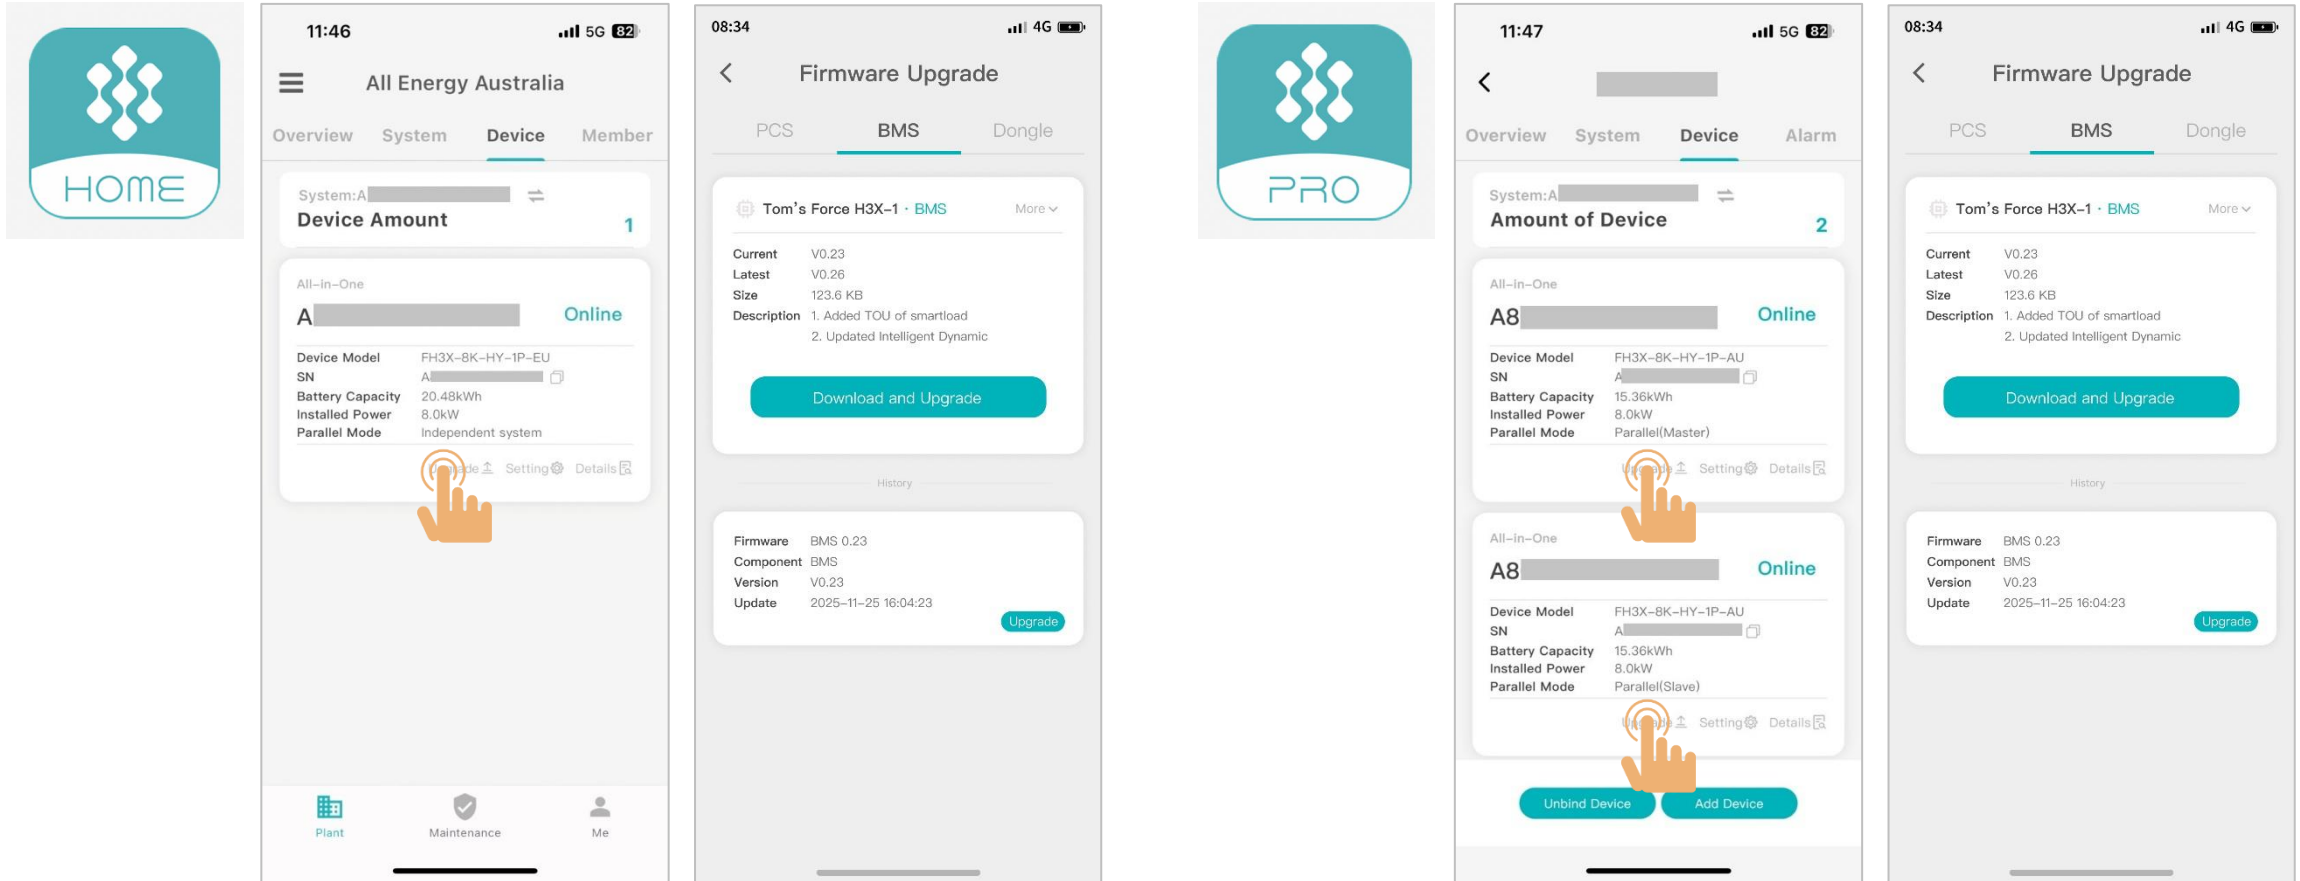 HOME
11:46
5G 82
All Energy Australia
Overview System Device Member
System:A
Device Amount
1
All-in-One
A
Online
Device Model FH3X-8K-HY-1P-EU
SN A
Battery Capacity 20.48kWh
Installed Power 8.0kW
Parallel Mode Independent system
Upgrade Setting Details
Plant Maintenance Me
08:34
4G
Firmware Upgrade
PCS BMS Dongle
Tom's Force H3X-1 · BMS More
Current V0.23
Latest V0.26
Size 123.6 KB
Description 1. Added TOU of smartload
2. Updated Intelligent Dynamic
Download and Upgrade
History
Firmware BMS 0.23
Component BMS
Version V0.23
Update 2025-11-25 16:04:23
Upgrade
PRO
11:47
5G 82
Overview System Device Alarm
System:A
Amount of Device
2
All-in-One
A8
Online
Device Model FH3X-8K-HY-1P-AU
SN A
Battery Capacity 15.36kWh
Installed Power 8.0kW
Parallel Mode Parallel(Master)
Upgrade Setting Details
All-in-One
A8
Online
Device Model FH3X-8K-HY-1P-AU
SN A
Battery Capacity 15.36kWh
Installed Power 8.0kW
Parallel Mode Parallel(Slave)
Upgrade Setting Details
Unbind Device Add Device
08:34
4G
Firmware Upgrade
PCS BMS Dongle
Tom's Force H3X-1 · BMS More
Current V0.23
Latest V0.26
Size 123.6 KB
Description 1. Added TOU of smartload
2. Updated Intelligent Dynamic
Download and Upgrade
History
Firmware BMS 0.23
Component BMS
Version V0.23
Update 2025-11-25 16:04:23
Upgrade